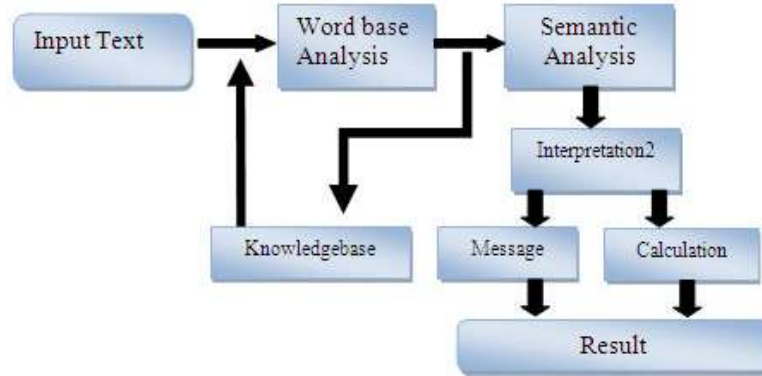 Input Text
Word base
Analysis
Semantic
Analysis
Interpretation2
Knowledgebase
Message
Calculation
Result